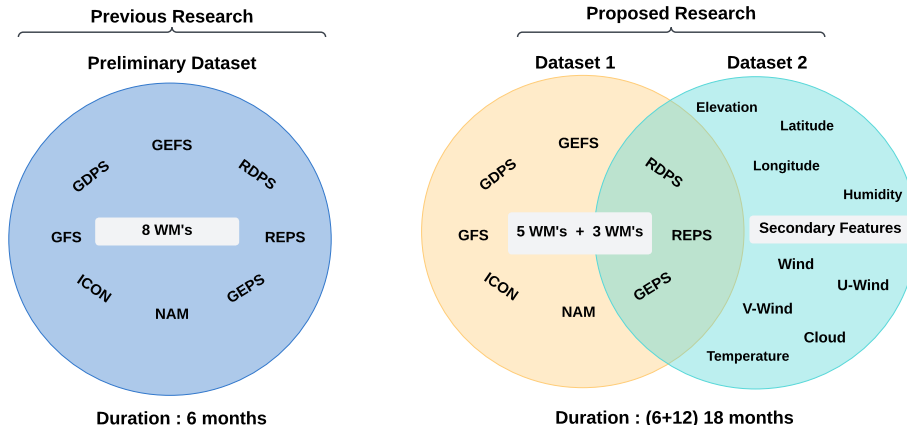 Previous Research
Preliminary Dataset
GEFS
GDPS
RDPS
GFS
8 WM's
REPS
ICON
GEPS
NAM
Duration : 6 months
Proposed Research
Dataset 1
Dataset 2
GEFS
GDPS
RDPS
GFS
5 WM's + 3 WM's
REPS
ICON
GEPS
NAM
Elevation
Latitude
Longitude
Humidity
Secondary Features
Wind
U-Wind
V-Wind
Cloud
Temperature
Duration : (6+12) 18 months